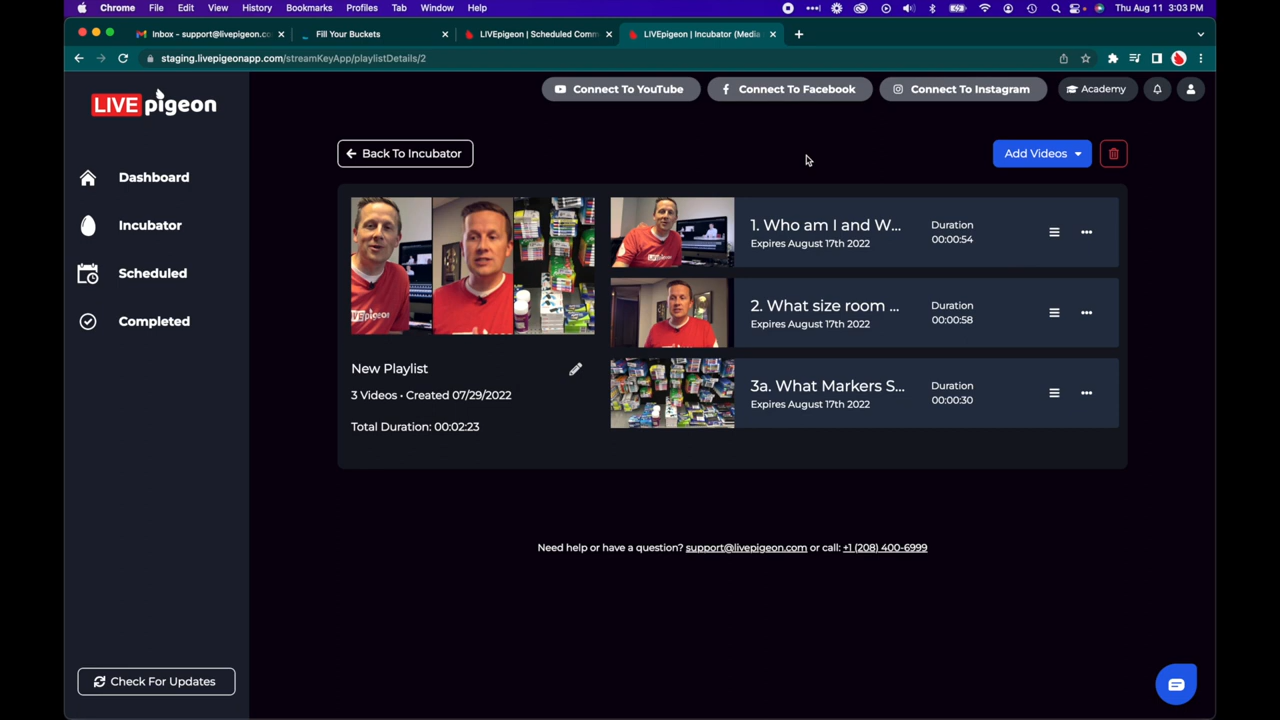 Chrome File Edit View History Bookmarks Profiles Tab Window Help Thu Aug 11 3:03 PM
Inbox - support@livepigeon.co Fill Your Buckets LIVEpigeon | Scheduled Comm LIVEpigeon | Incubator (Media
staging.livepigeonapp.com/streamKeyApp/playlistDetails/2
LIVE pigeon
Connect To YouTube Connect To Facebook Connect To Instagram Academy
Back To Incubator Add Videos
Dashboard
Incubator
Scheduled
Completed
1. Who am I and W...
Expires August 17th 2022
Duration
00:00:54
2. What size room ...
Expires August 17th 2022
Duration
00:00:58
3a. What Markers S...
Expires August 17th 2022
Duration
00:00:30
New Playlist
3 Videos • Created 07/29/2022
Total Duration: 00:02:23
Need help or have a question? support@livepigeon.com or call: +1 (208) 400-6999
Check For Updates